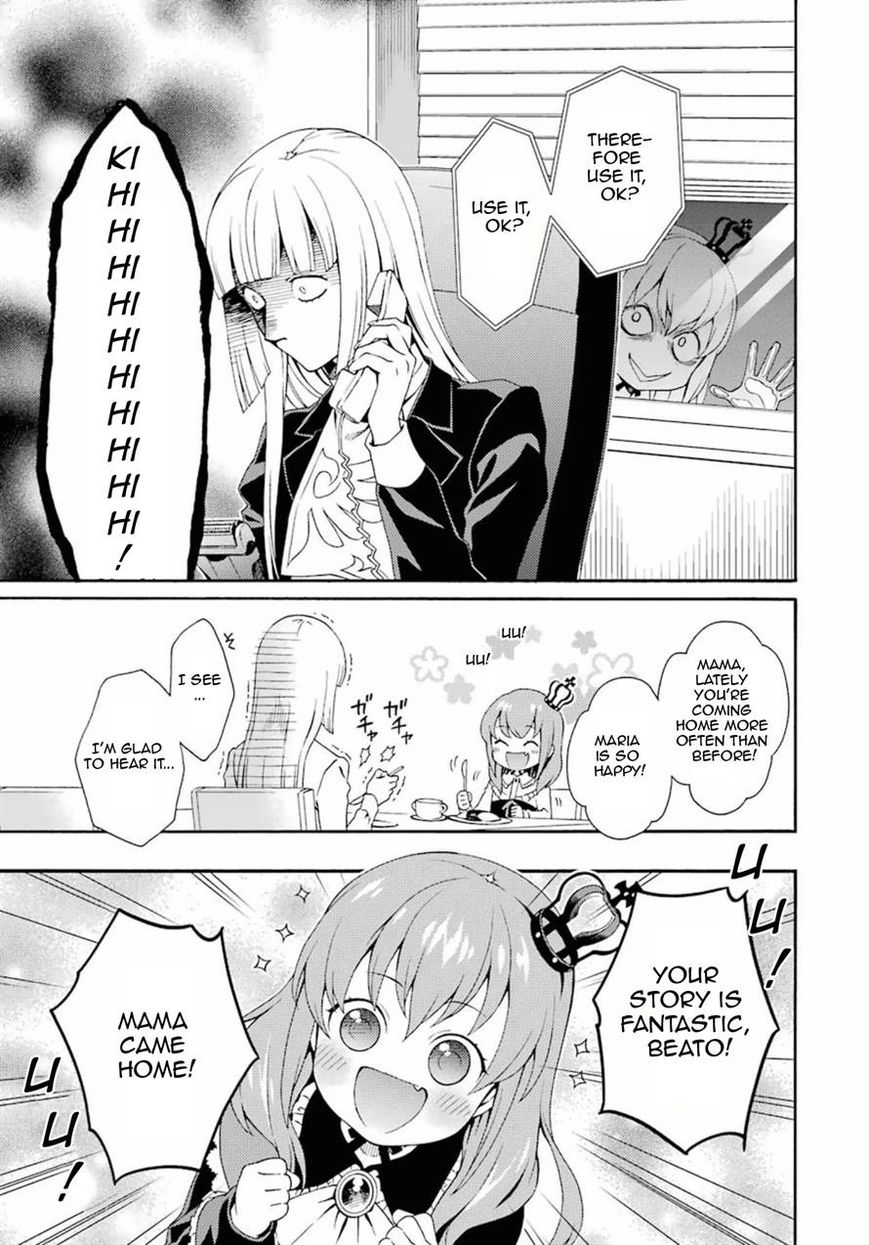 THERE-
FORE
USE IT,
OK?
USE IT,
OK?
KI
HI
HI
HI
HI
HI
HI
HI
HI
HI
HI
!
MAMA,
LATELY
YOU'RE
COMING
HOME MORE
OFTEN THAN
BEFORE!
MARIA
IS SO
HAPPY!
UU!
UU!
ガチャ
ガチャ
I SEE
...
I'M GLAD
TO HEAR IT...
UU!
YOUR
STORY IS
FANTASTIC,
BEATO!
MAMA
CAME
HOME!
UU!